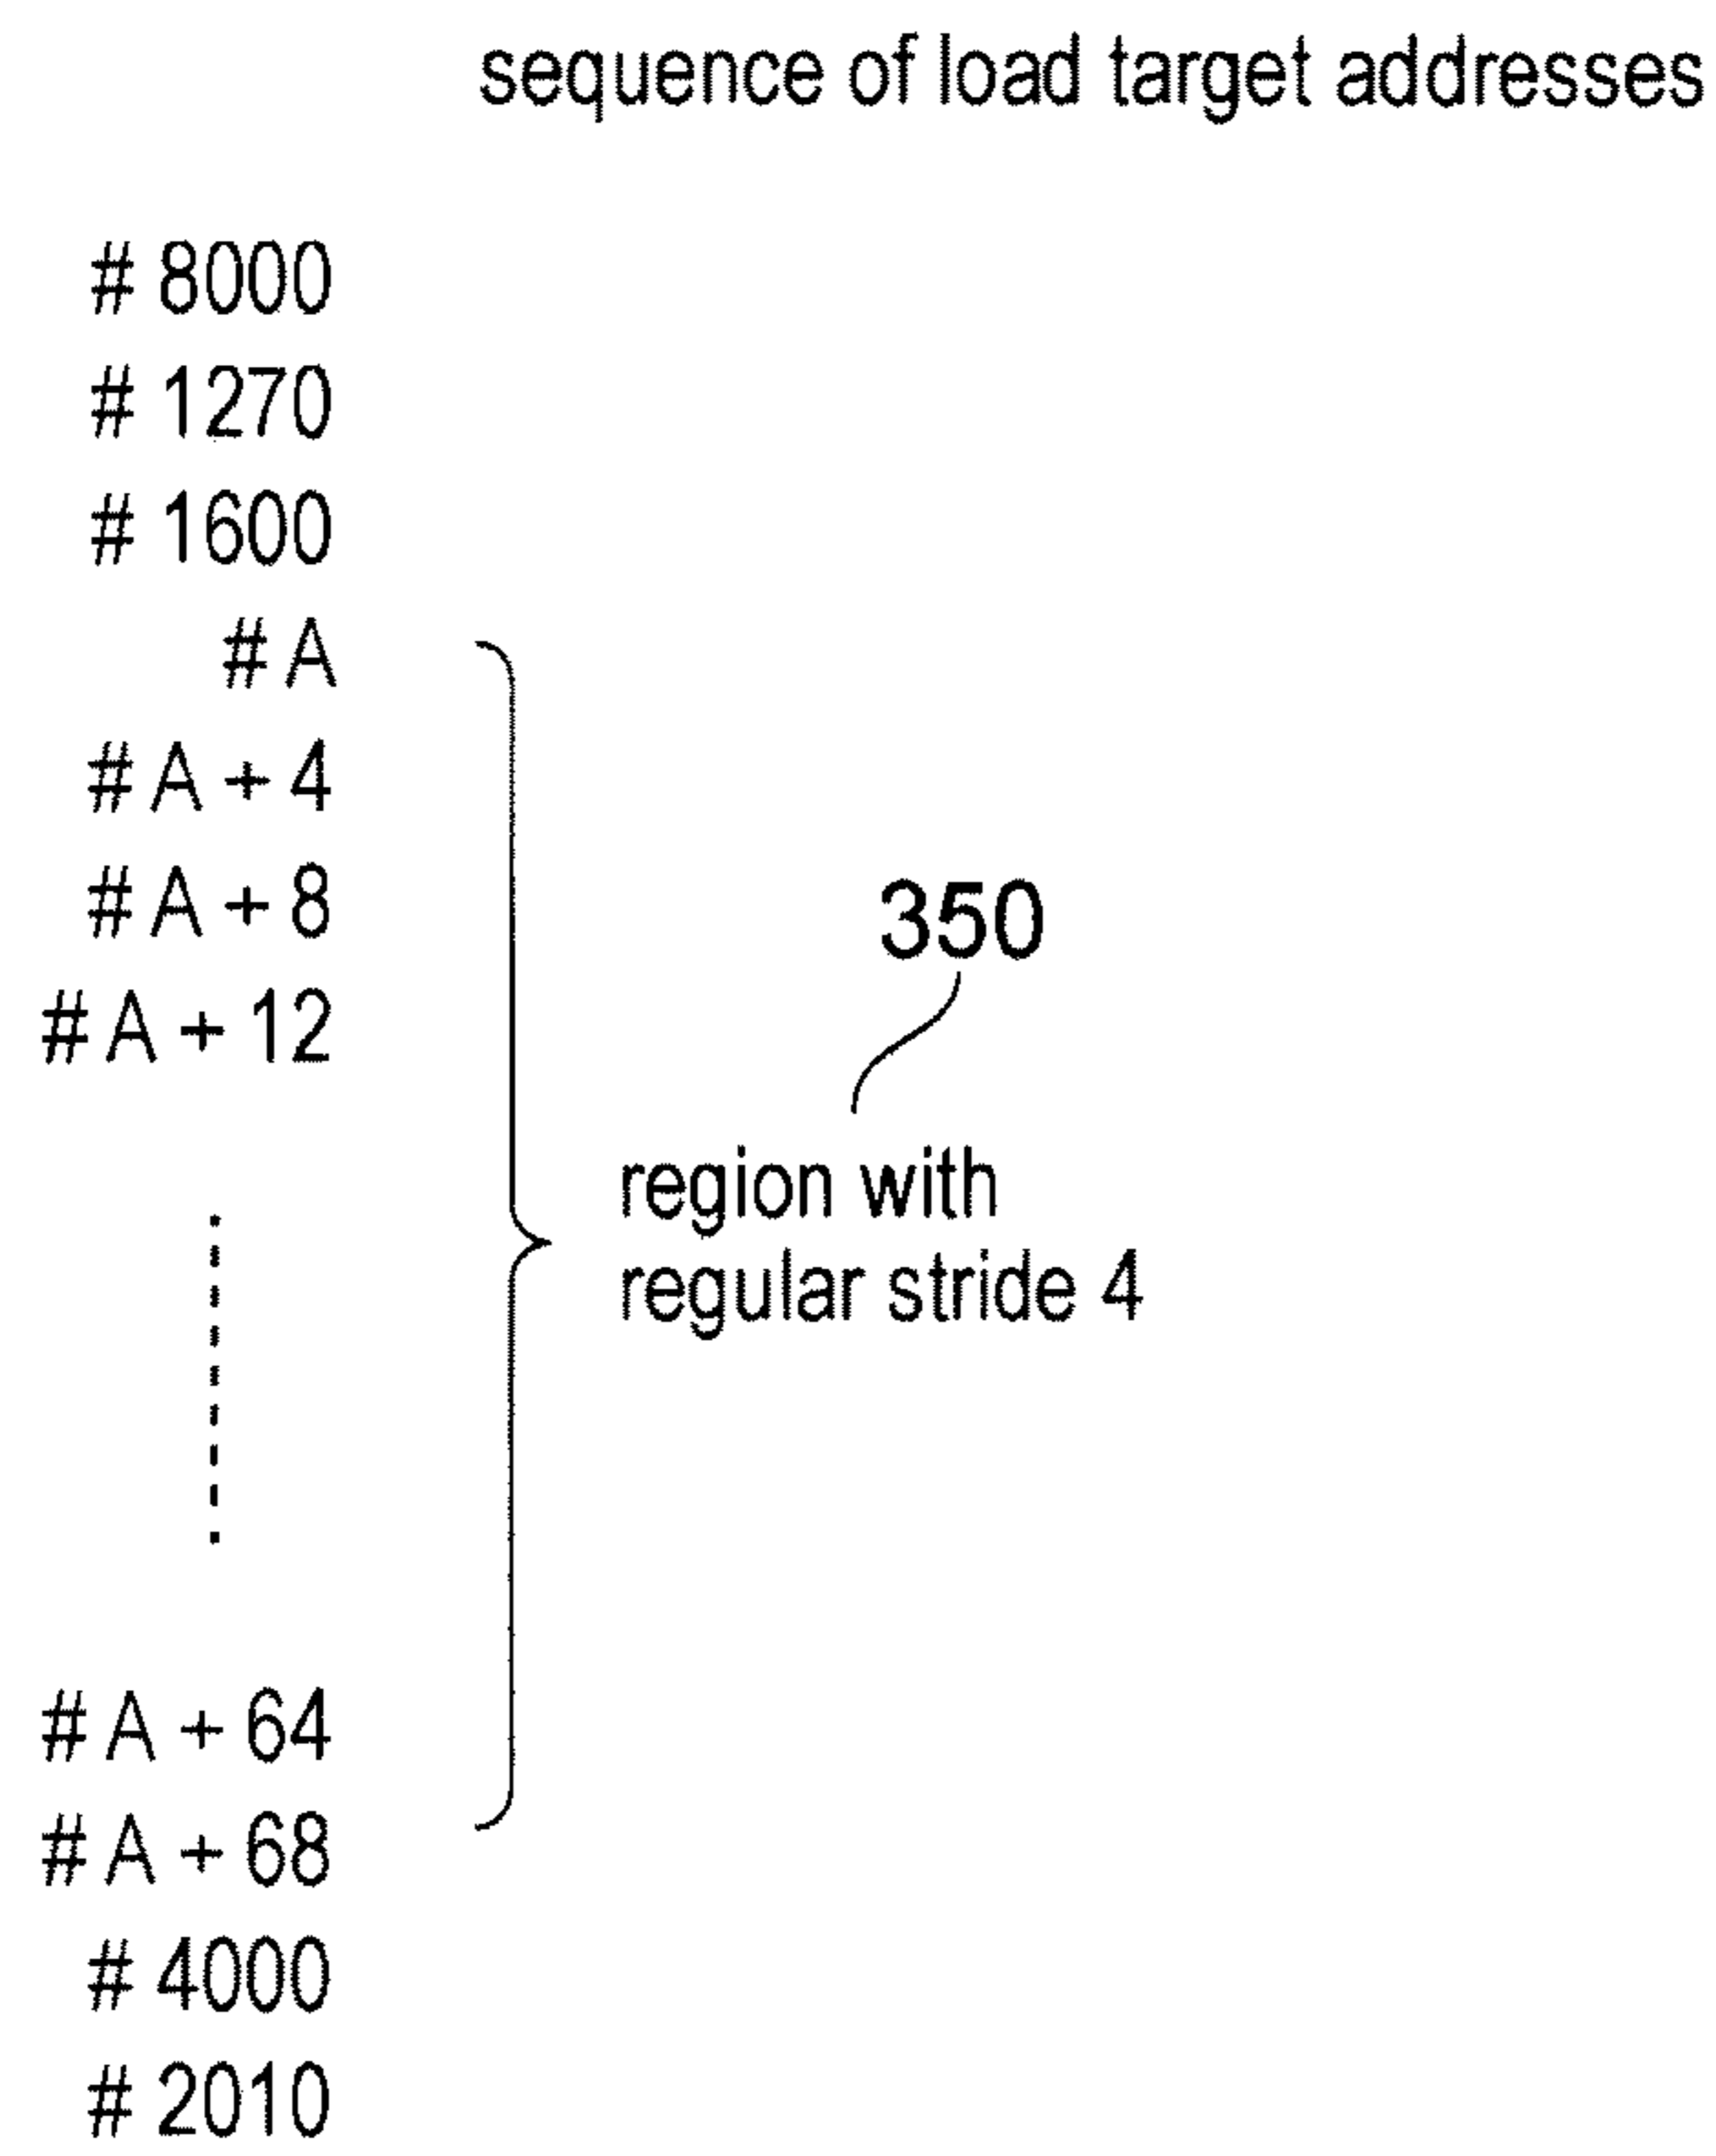 sequence of load target addresses
# 8000
# 1270
# 1600
# A
# A + 4
# A + 8
# A + 12
350
region with
regular stride 4
# A + 64
# A + 68
# 4000
# 2010